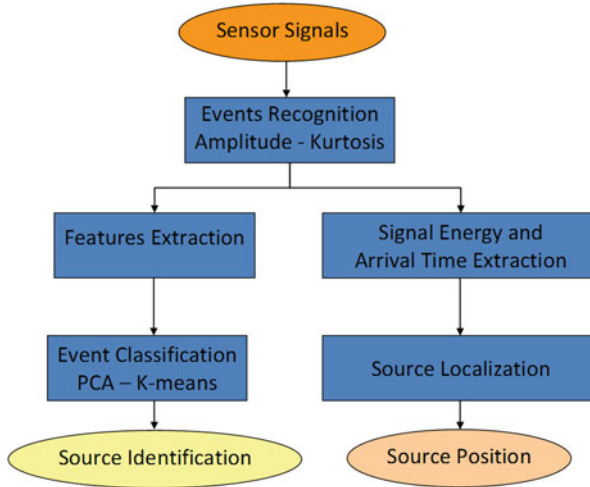 Sensor Signals
Events Recognition
Amplitude - Kurtosis
Features Extraction
Signal Energy and
Arrival Time Extraction
Event Classification
PCA – K-means
Source Localization
Source Identification
Source Position